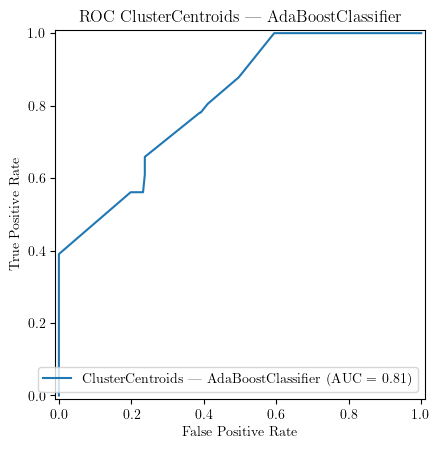 ROC ClusterCentroids — AdaBoostClassifier
1.0
0.8
0.6
0.4
0.2
0.0
True Positive Rate
ClusterCentroids — AdaBoostClassifier (AUC = 0.81)
0.0 0.2 0.4 0.6 0.8 1.0
False Positive Rate